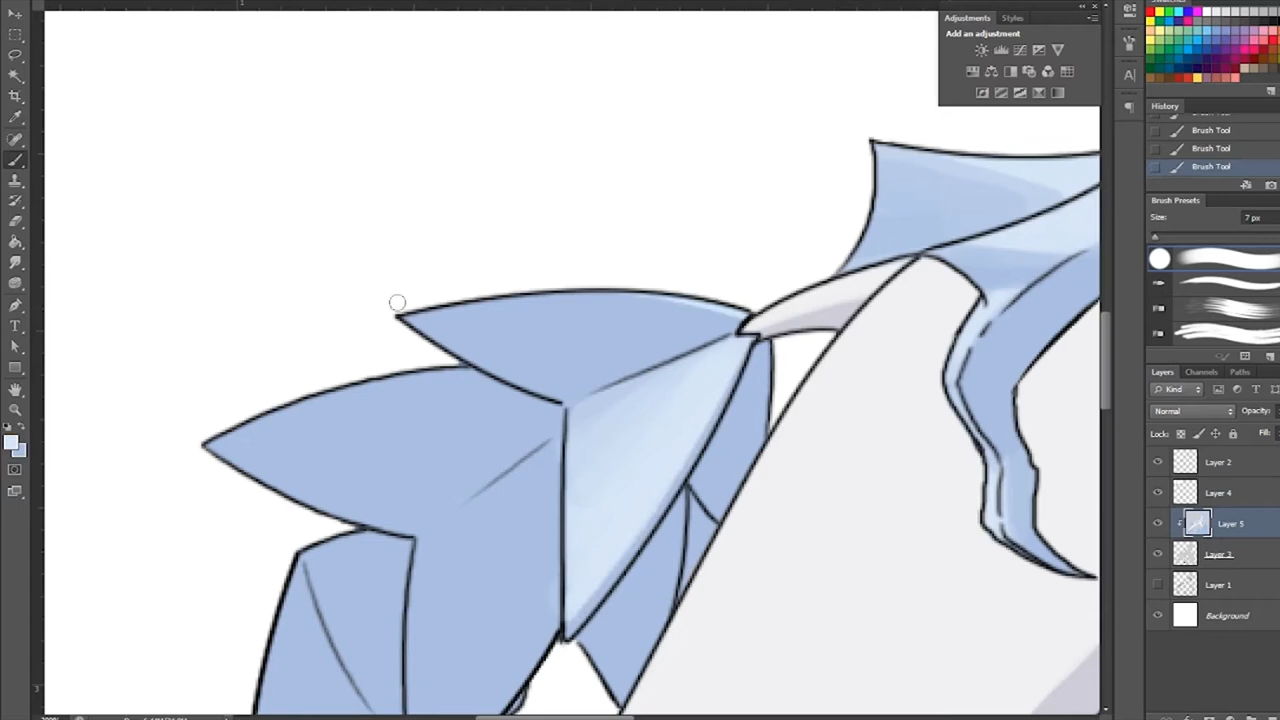 Adjustments Styles
Add an adjustment
History
Brush Tool
Brush Tool
Brush Tool
Brush Presets
Size: 7 px
Layers Channels Paths
Kind
Normal Opacity:
Lock: Fill:
Layer 2
Layer 4
Layer 5
Layer 3
Layer 1
Background